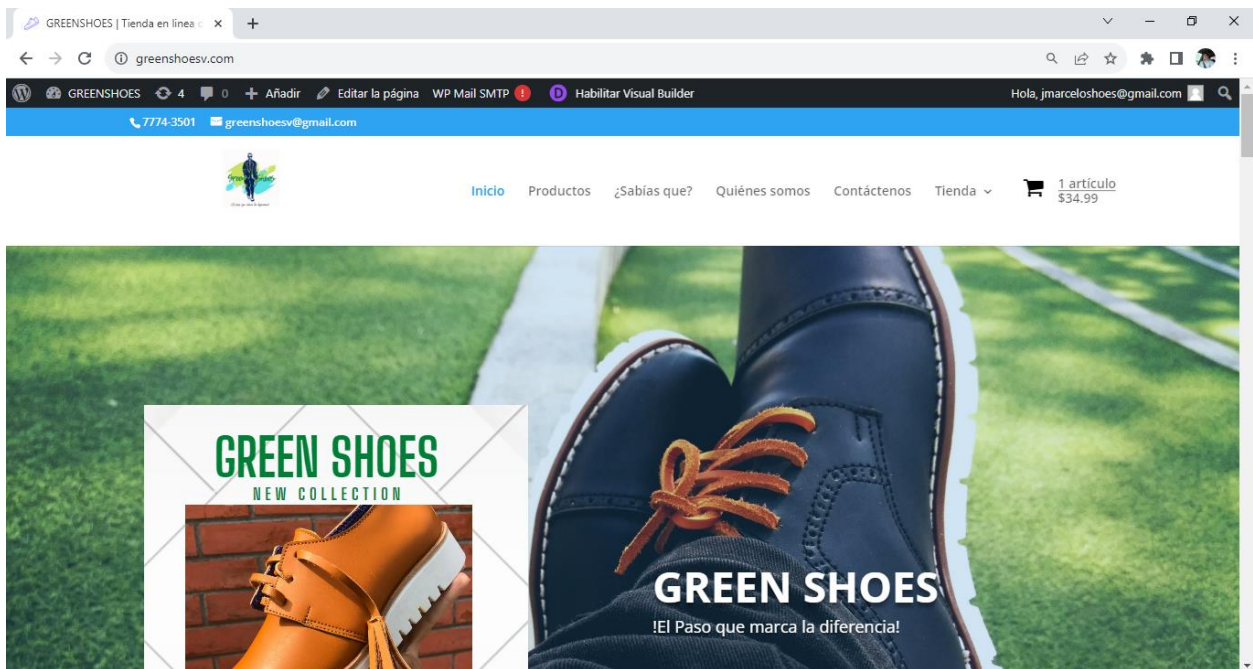 GREENSHOES | Tienda en linea
greenshoesv.com
GREENSHOES 4 0 + Añadir Editar la página WP Mail SMTP ! D Habilitar Visual Builder Hola, jmarceloshoes@gmail.com
7774-3501 greenshoesv@gmail.com
Inicio Productos ¿Sabías que? Quiénes somos Contáctenos Tienda 1 artículo
$34.99
GREEN SHOES
NEW COLLECTION
GREEN SHOES
!El Paso que marca la diferencia!